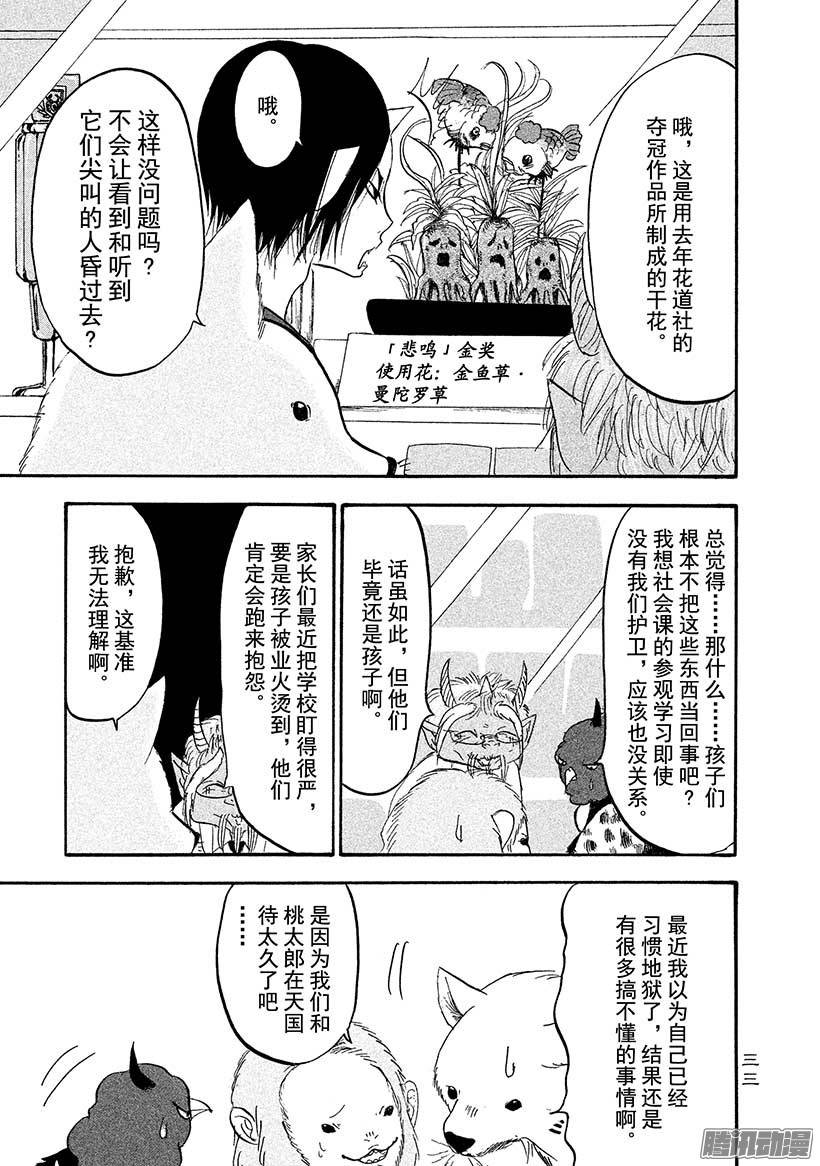 哦，这是用去年花道社的
夺冠作品所制成的干花。
哦。
这样没问题吗？
不会让看到和听到
它们尖叫的人昏过去？
「悲鸣」金奖
使用花：金鱼草·
曼陀罗草
总觉得……那什么……孩子们
根本不把这些东西当回事吧？
我想社会课的参观学习即使
没有我们护卫，应该也没关系。
话虽如此，但他们
毕竟还是孩子啊。
家长们最近把学校盯得很严，
要是孩子被业火烫到，他们
肯定会跑来抱怨。
抱歉，这基准
我无法理解啊。
最近我以为自己已经
习惯地狱了，结果还是
有很多搞不懂的事情啊。
是因为我们和
桃太郎在天国
待太久了吧
……
三三
腾讯动漫